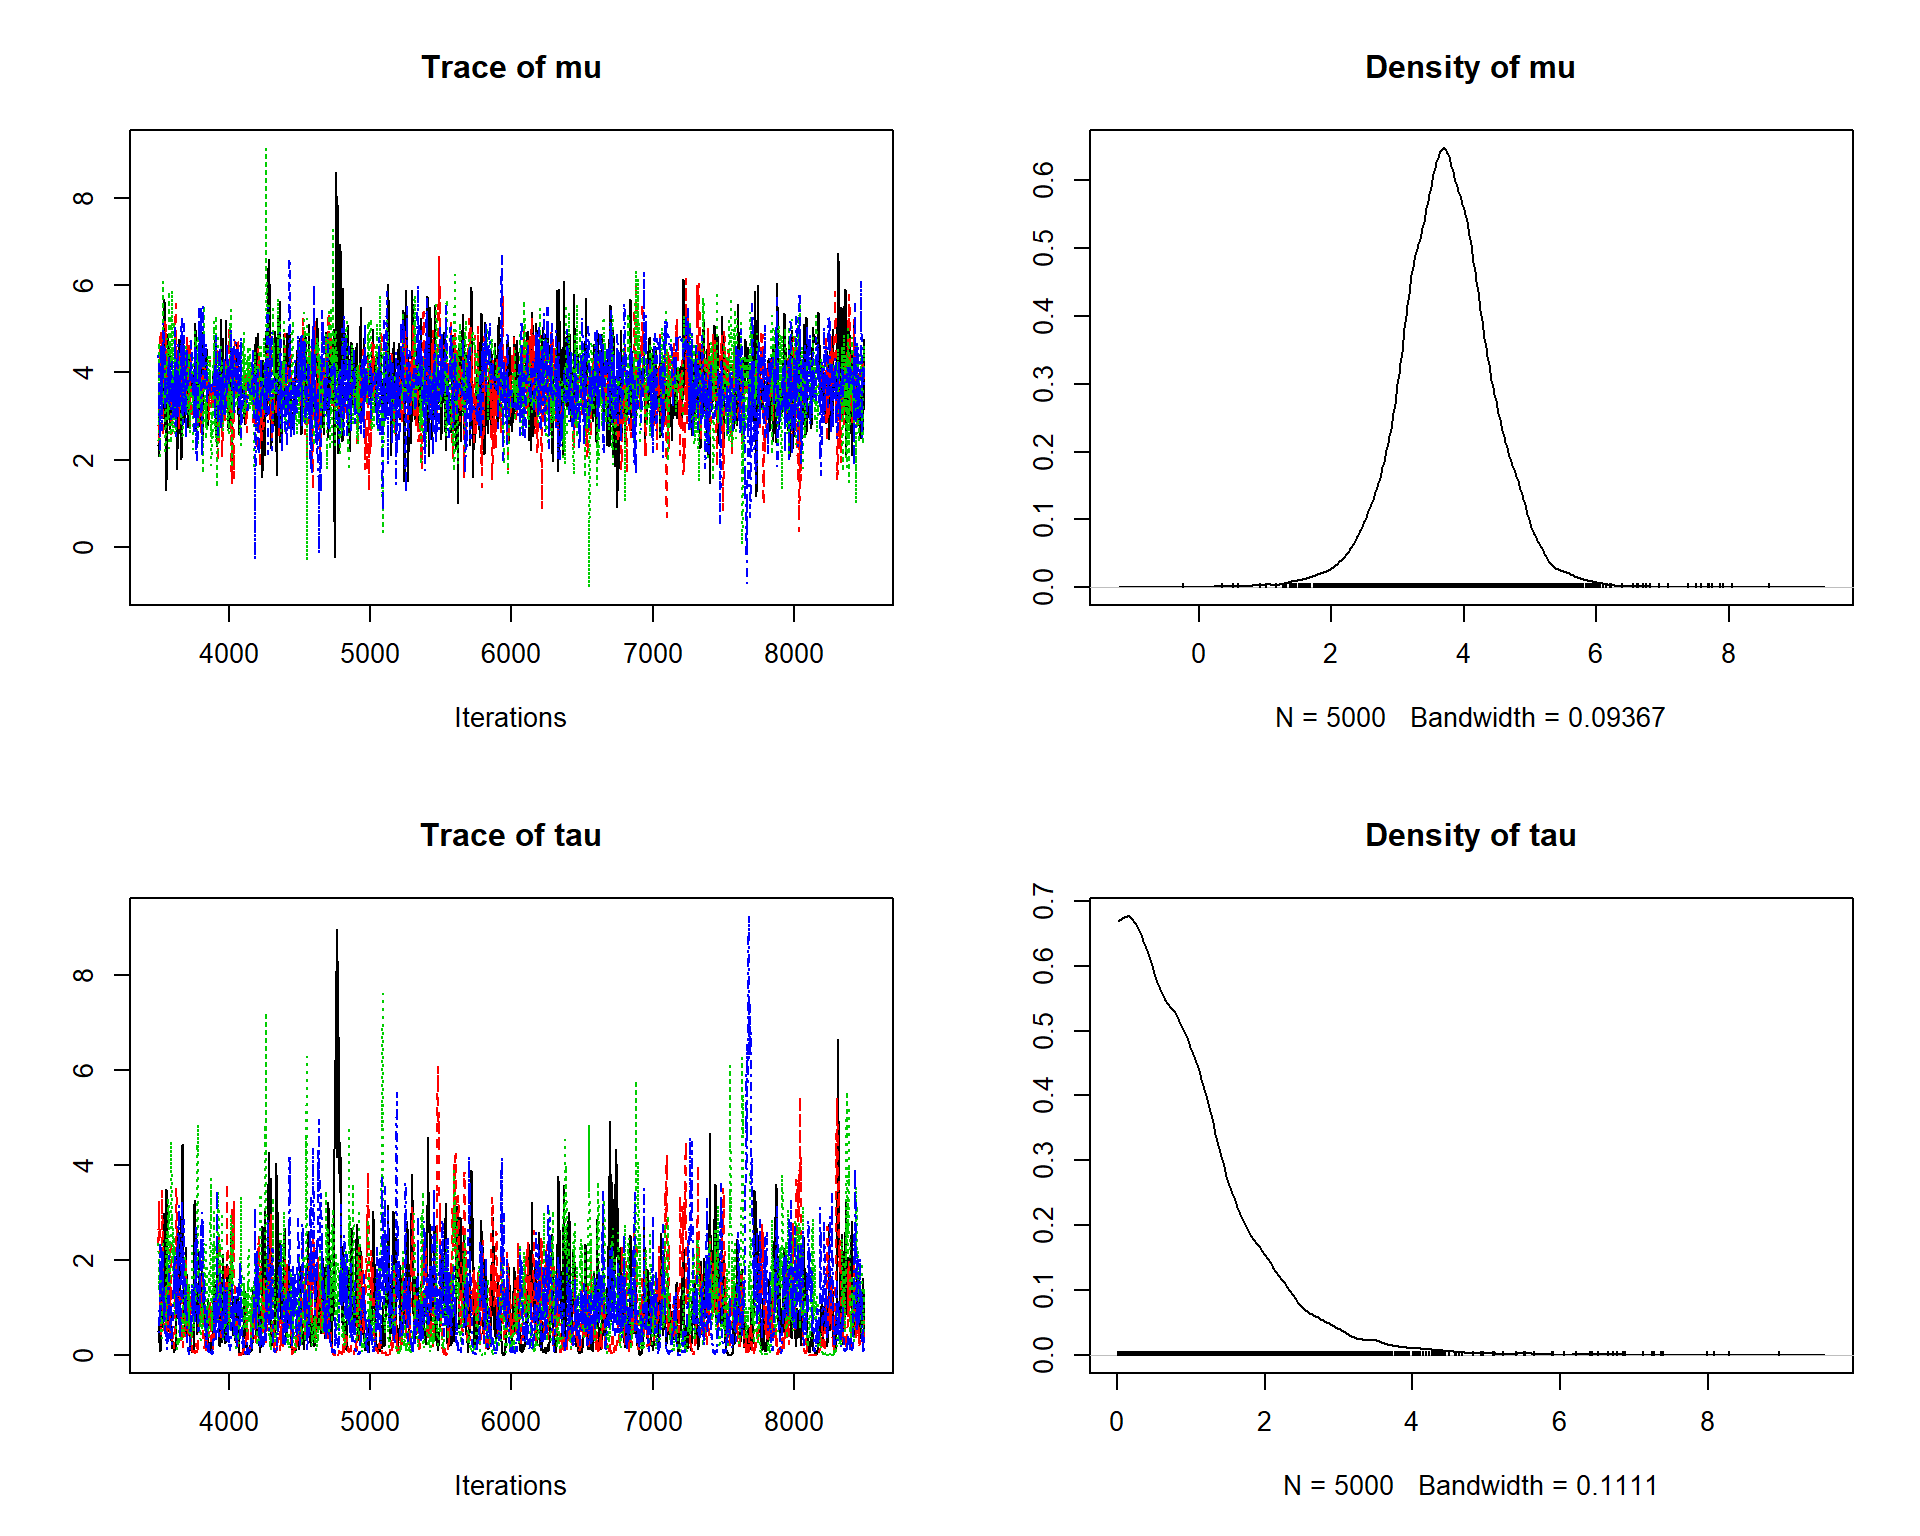 Trace of mu
8
6
4
2
0
4000 5000 6000 7000 8000
Iterations
Density of mu
0.6
0.5
0.4
0.3
0.2
0.1
0.0
0 2 4 6 8
N = 5000 Bandwidth = 0.09367
Trace of tau
8
6
4
2
0
4000 5000 6000 7000 8000
Iterations
Density of tau
0.7
0.6
0.5
0.4
0.3
0.2
0.1
0.0
0 2 4 6 8
N = 5000 Bandwidth = 0.1111